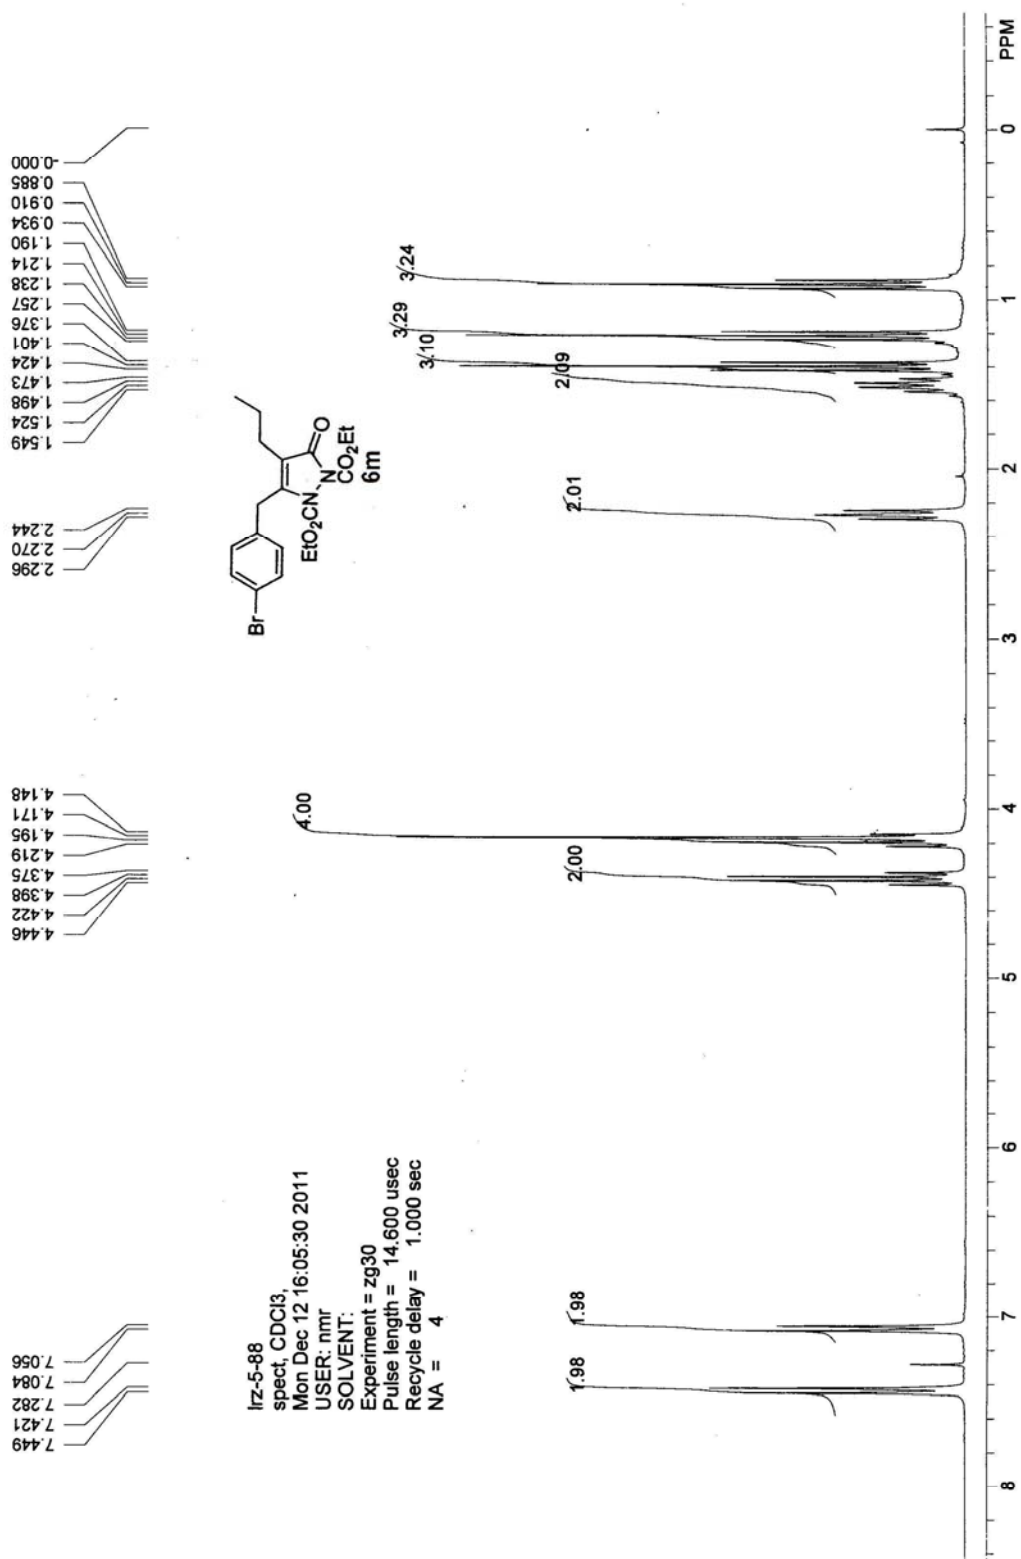 7.449
7.421
7.282
7.084
7.056
4.446
4.422
4.398
4.375
4.219
4.195
4.171
4.148
2.296
2.270
2.244
1.549
1.524
1.498
1.473
1.424
1.401
1.376
1.257
1.238
1.214
1.190
0.934
0.910
0.885
-0.000
lrz-5-88
spect, CDCl3,
Mon Dec 12 16:05:30 2011
USER: nmr
SOLVENT:
Experiment = zg30
Pulse length = 14.600 usec
Recycle delay = 1.000 sec
NA = 4
Br
O
EtO2CN
N
CO2Et
6m
1.98
1.98
2.00
4.00
2.01
2.09
3.10
3.29
3.24
8 7 6 5 4 3 2 1 0 PPM